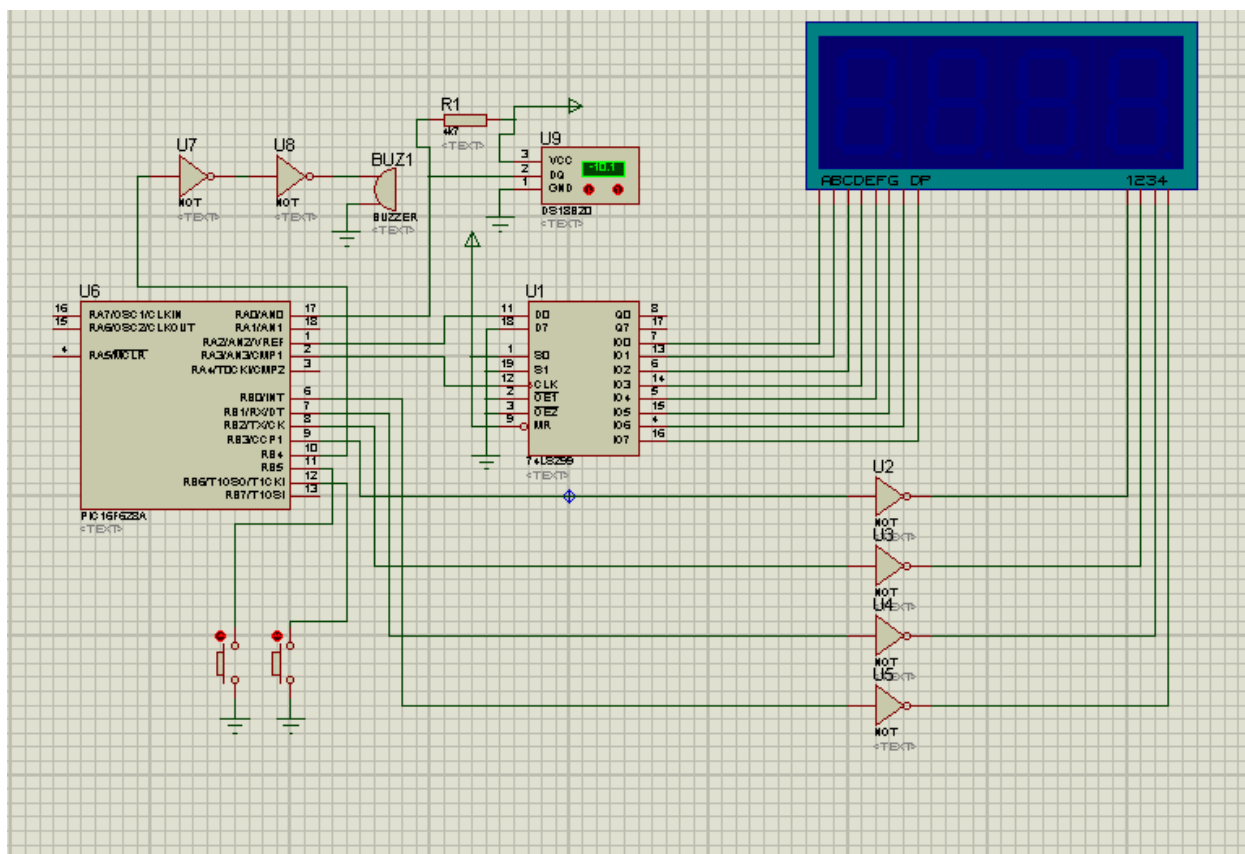 R1
4k7
<TEXT>
U7
NOT
<TEXT>
U8
NOT
<TEXT>
BUZ1
BUZZER
<TEXT>
U9
3 VCC
2 DQ
1 GND
-10.1
DS18B20
ABCDEFG DP
1234
U6
16 RA7/OSC1/CLKIN
15 RA6/OSC2/CLKOUT
4 RA5/MCLR
RA0/AN0 17
RA1/AN1 18
RA2/AN2/VREF 1
RA3/AN3/CMP1 2
RA4/T0CKI/CMP2 3
RB0/INT 6
RB1/RX/DT 7
RB2/TX/CK 8
RB3/CCP1 9
RB4 10
RB5 11
RB6/T1OSO/T1CKI 12
RB7/T1OSI 13
PIC16F628A
<TEXT>
U1
11 D0
18 D7
1 S0
19 S1
12 CLK
2 OE1
3 OE2
9 MR
Q0 8
Q7 17
IO0 7
IO1 13
IO2 6
IO3 14
IO4 5
IO5 15
IO6 4
IO7 16
74LS299
<TEXT>
U2
NOT
<TEXT>
U3
NOT
<TEXT>
U4
NOT
<TEXT>
U5
NOT
<TEXT>